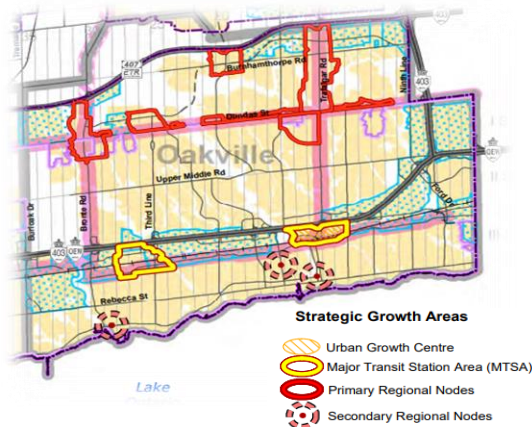 403
407
ETR
Burnhamthorpe Rd
Trafalgar Rd
Ninth Line
403
Dundas St
Oakville
QEW
Upper Middle Rd
Ford Dr
Burloak Dr
Bronte Rd
Third Line
403
QEW
Rebecca St
Lake
Strategic Growth Areas
Urban Growth Centre
Major Transit Station Area (MTSA)
Primary Regional Nodes
Secondary Regional Nodes